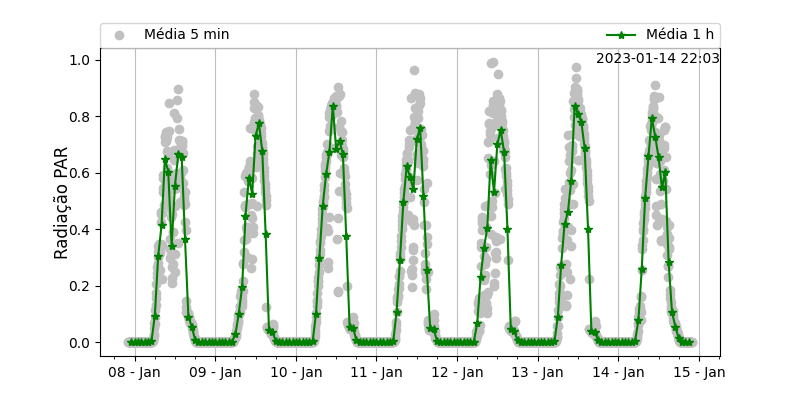 Média 5 min
Média 1 h
2023-01-14 22:03
Radiação PAR
1.0
0.8
0.6
0.4
0.2
0.0
08 - Jan
09 - Jan
10 - Jan
11 - Jan
12 - Jan
13 - Jan
14 - Jan
15 - Jan